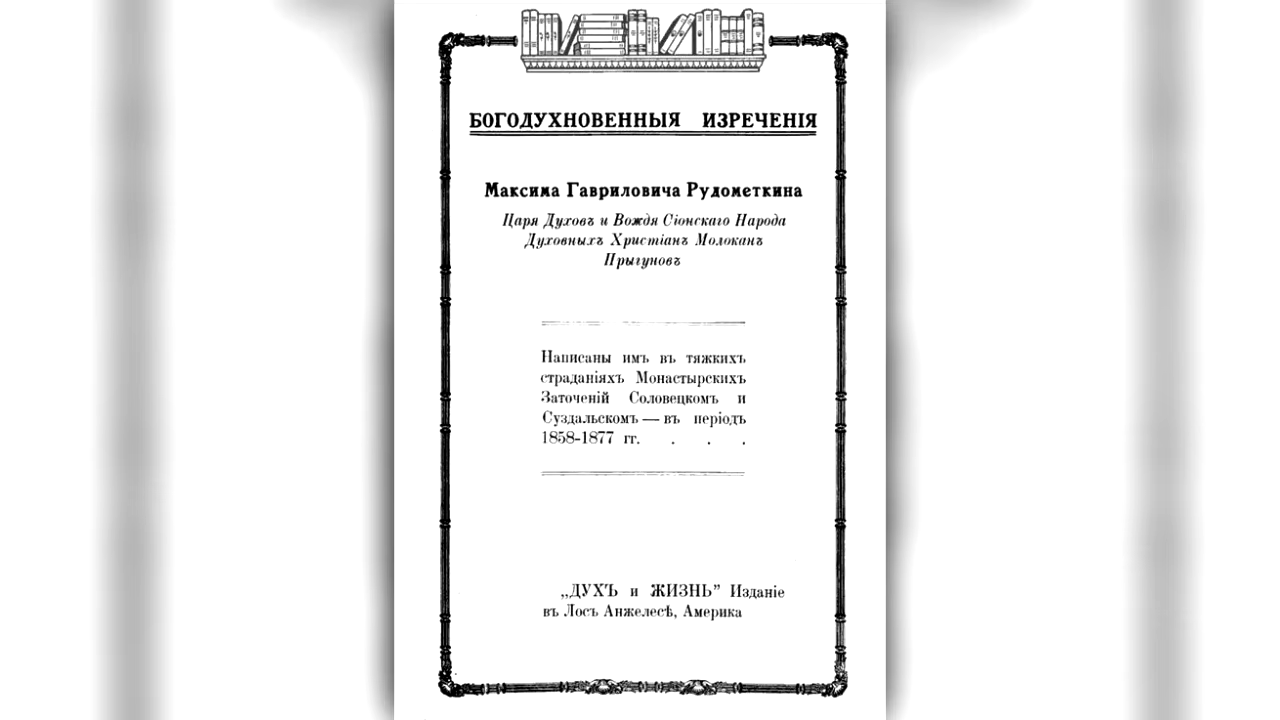 БОГОДУХНОВЕННЫЯ ИЗРЕЧЕНІЯ
Максима Гавриловича Рудометкина
Царя Духовъ и Вождя Сіонскаго Народа
Духовныхъ Христіанъ Молоканъ
Прыгуновъ
Написаны имъ въ тяжкихъ
страданіяхъ Монастырскихъ
Заточеній Соловецкомъ и
Суздальскомъ — въ періодъ
1858-1877 гг. . . .
„ДУХЪ и ЖИЗНЬ” Изданіе
въ Лосъ Анжелесѣ, Америка